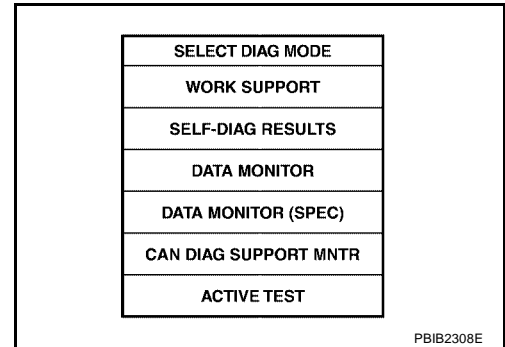 SELECT DIAG MODE
WORK SUPPORT
SELF-DIAG RESULTS
DATA MONITOR
DATA MONITOR (SPEC)
CAN DIAG SUPPORT MNTR
ACTIVE TEST
PBIB2308E